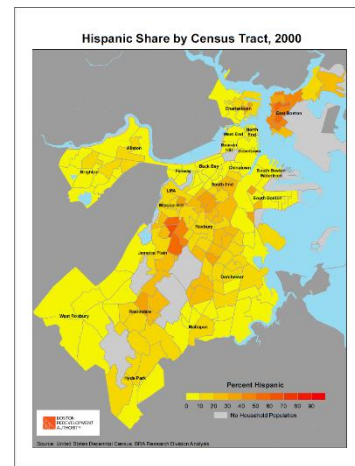 Hispanic Share by Census Tract, 2000
Charlestown
East Boston
West End
North End
Beacon Hill
Downtown
Allston
Brighton
Back Bay
Chinatown
Fenway
South Boston Waterfront
South End
LMA
Mission Hill
South Boston
Roxbury
Jamaica Plain
Dorchester
West Roxbury
Roslindale
Mattapan
Hyde Park
Percent Hispanic
0 10 20 30 40 50 60 70 80 90
No Household Population
BOSTON
REDEVELOPMENT
AUTHORITY
Source: United States Decennial Census, BRA Research Division Analysis